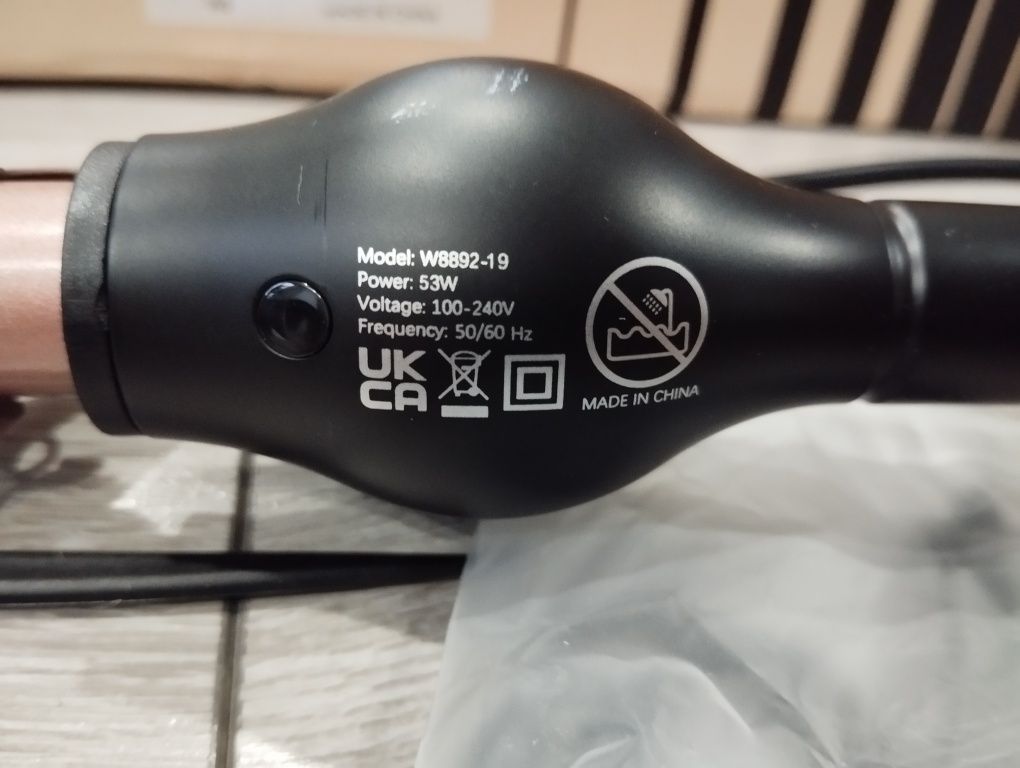 Model: W8892-19
Power: 53W
Voltage: 100-240V
Frequency: 50/60 Hz
UK
CA
MADE IN CHINA